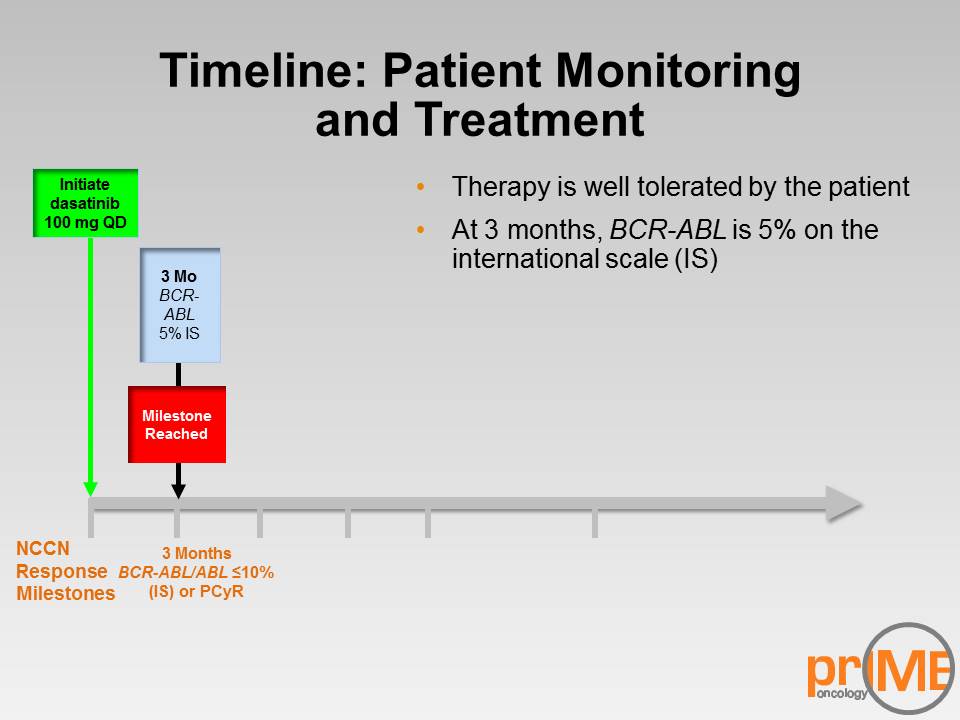 Timeline: Patient Monitoring
and Treatment
Initiate
dasatinib
100 mg QD
• Therapy is well tolerated by the patient
• At 3 months, BCR-ABL is 5% on the
international scale (IS)
3 Mo
BCR-
ABL
5% IS
Milestone
Reached
NCCN
Response
Milestones
3 Months
BCR-ABL/ABL ≤10%
(IS) or PCyR
prIME
oncology